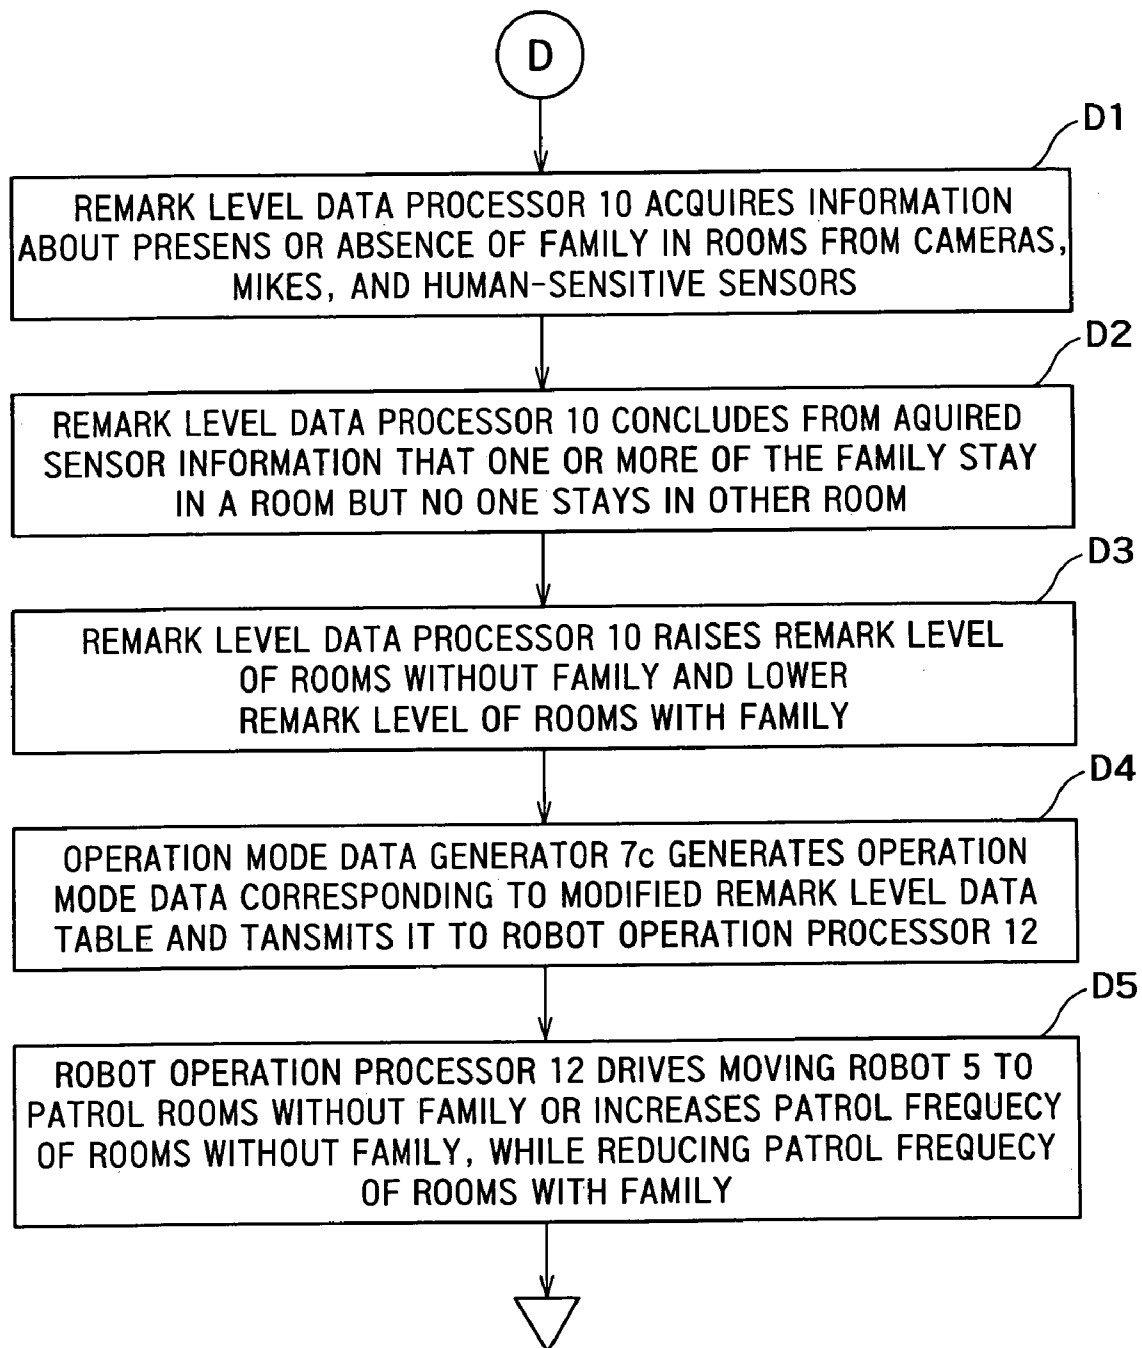 D
D1
REMARK LEVEL DATA PROCESSOR 10 ACQUIRES INFORMATION
ABOUT PRESENS OR ABSENCE OF FAMILY IN ROOMS FROM CAMERAS,
MIKES, AND HUMAN-SENSITIVE SENSORS
D2
REMARK LEVEL DATA PROCESSOR 10 CONCLUDES FROM AQUIRED
SENSOR INFORMATION THAT ONE OR MORE OF THE FAMILY STAY
IN A ROOM BUT NO ONE STAYS IN OTHER ROOM
D3
REMARK LEVEL DATA PROCESSOR 10 RAISES REMARK LEVEL
OF ROOMS WITHOUT FAMILY AND LOWER
REMARK LEVEL OF ROOMS WITH FAMILY
D4
OPERATION MODE DATA GENERATOR 7c GENERATES OPERATION
MODE DATA CORRESPONDING TO MODIFIED REMARK LEVEL DATA
TABLE AND TANSMITS IT TO ROBOT OPERATION PROCESSOR 12
D5
ROBOT OPERATION PROCESSOR 12 DRIVES MOVING ROBOT 5 TO
PATROL ROOMS WITHOUT FAMILY OR INCREASES PATROL FREQUECY
OF ROOMS WITHOUT FAMILY, WHILE REDUCING PATROL FREQUECY
OF ROOMS WITH FAMILY